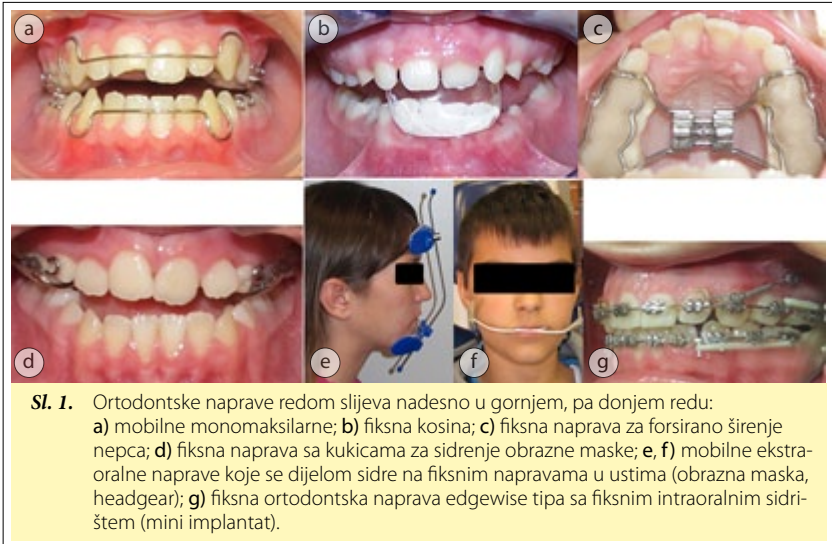 a
b
c
d
e
f
g
Sl. 1. Ortodontske naprave redom slijeva nadesno u gornjem, pa donjem redu:
a) mobilne monomaksilarne; b) fiksna kosina; c) fiksna naprava za forsirano širenje
nepca; d) fiksna naprava sa kukicama za sidrenje obrazne maske; e, f) mobilne ekstra-
oralne naprave koje se dijelom sidre na fiksnim napravama u ustima (obrazna maska,
headgear); g) fiksna ortodontska naprava edgewise tipa sa fiksnim intraoralnim sidri-
štem (mini implantat).